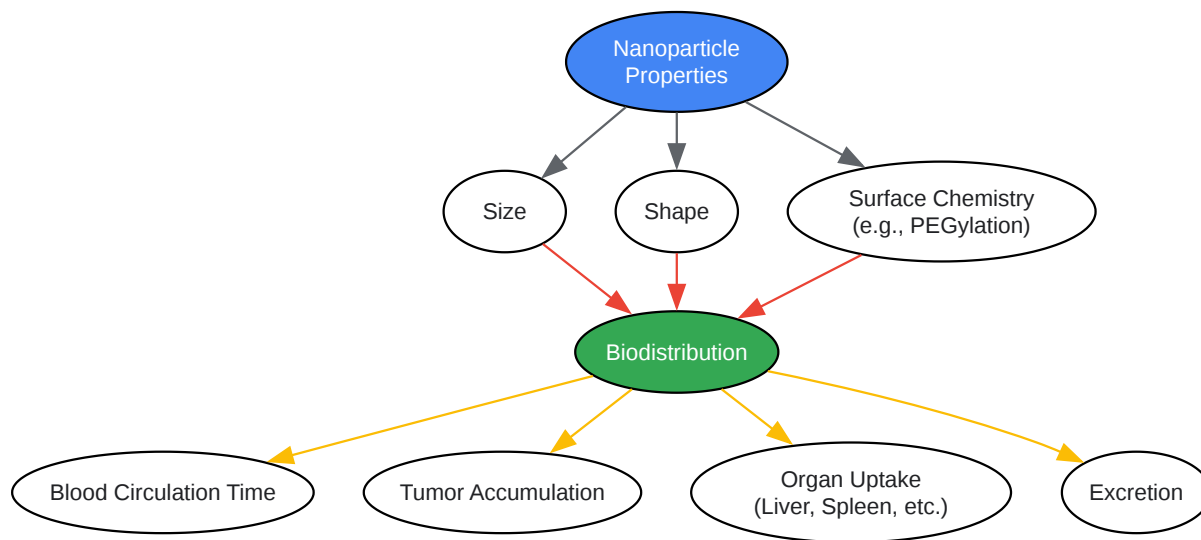 Nanoparticle
Properties
Size
Shape
Surface Chemistry
(e.g., PEGylation)
Biodistribution
Blood Circulation Time
Tumor Accumulation
Organ Uptake
(Liver, Spleen, etc.)
Excretion